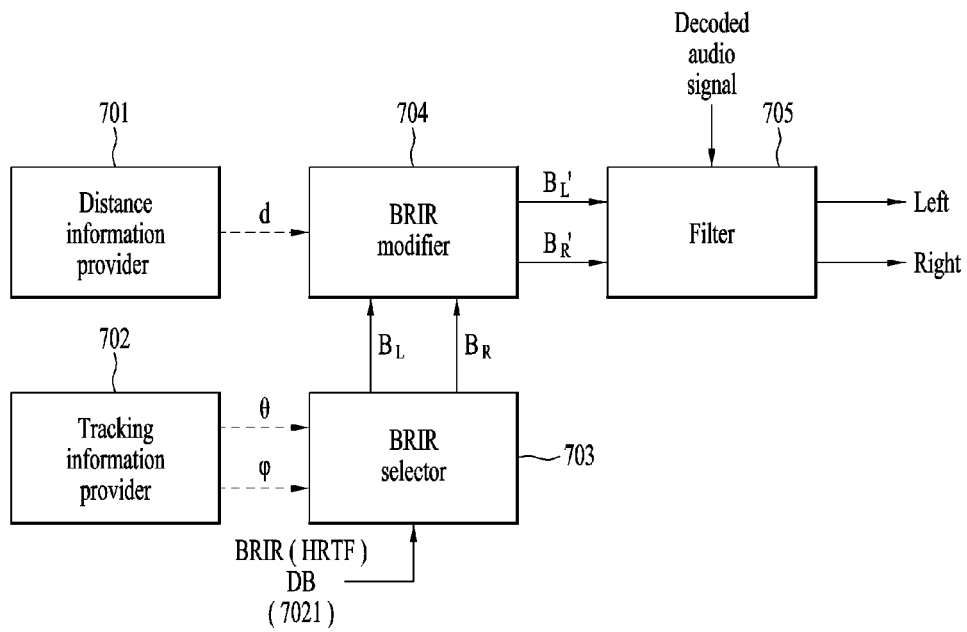 Decoded
audio
signal
701
704
705
Distance
information
provider
d
BRIR
modifier
B_L'
B_R'
Filter
Left
Right
702
B_L
B_R
Tracking
information
provider
θ
φ
BRIR
selector
703
BRIR ( HRTF )
DB
( 7021 )